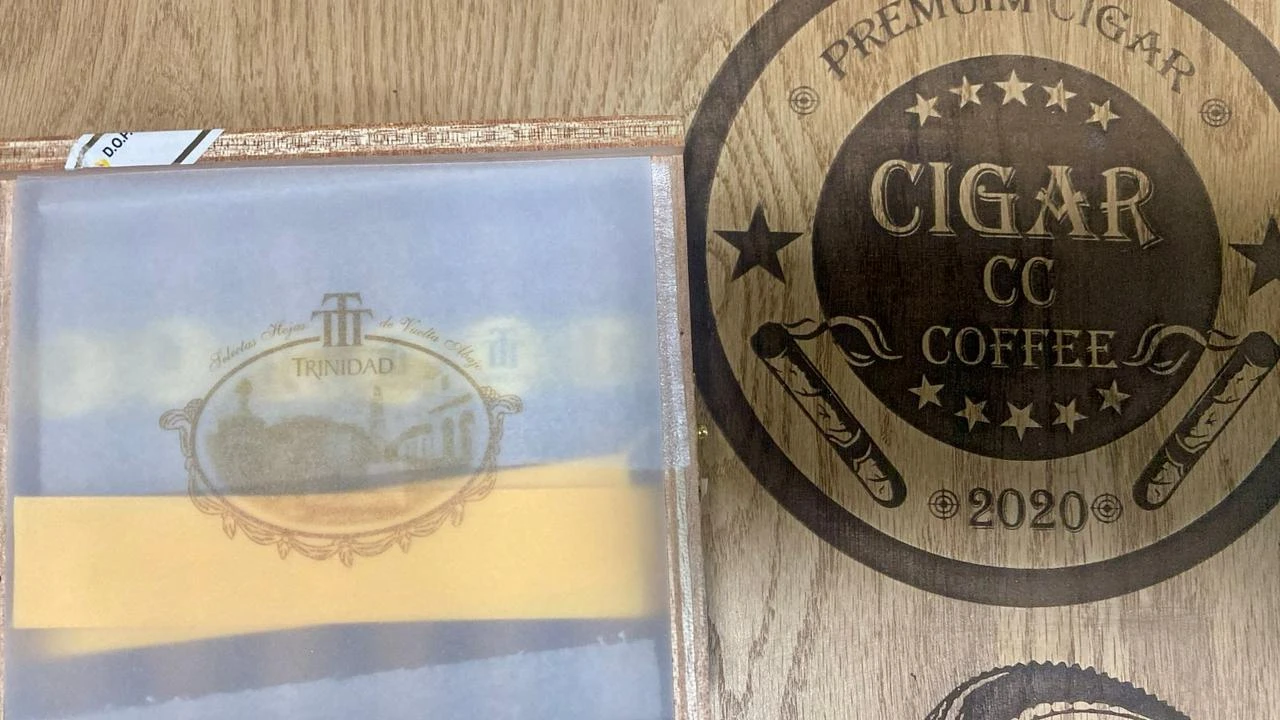 D.O.P.
Selectas Hojas de Vuelta Abajo
TRINIDAD
PREMUIM CIGAR
CIGAR
CC
COFFEE
2020